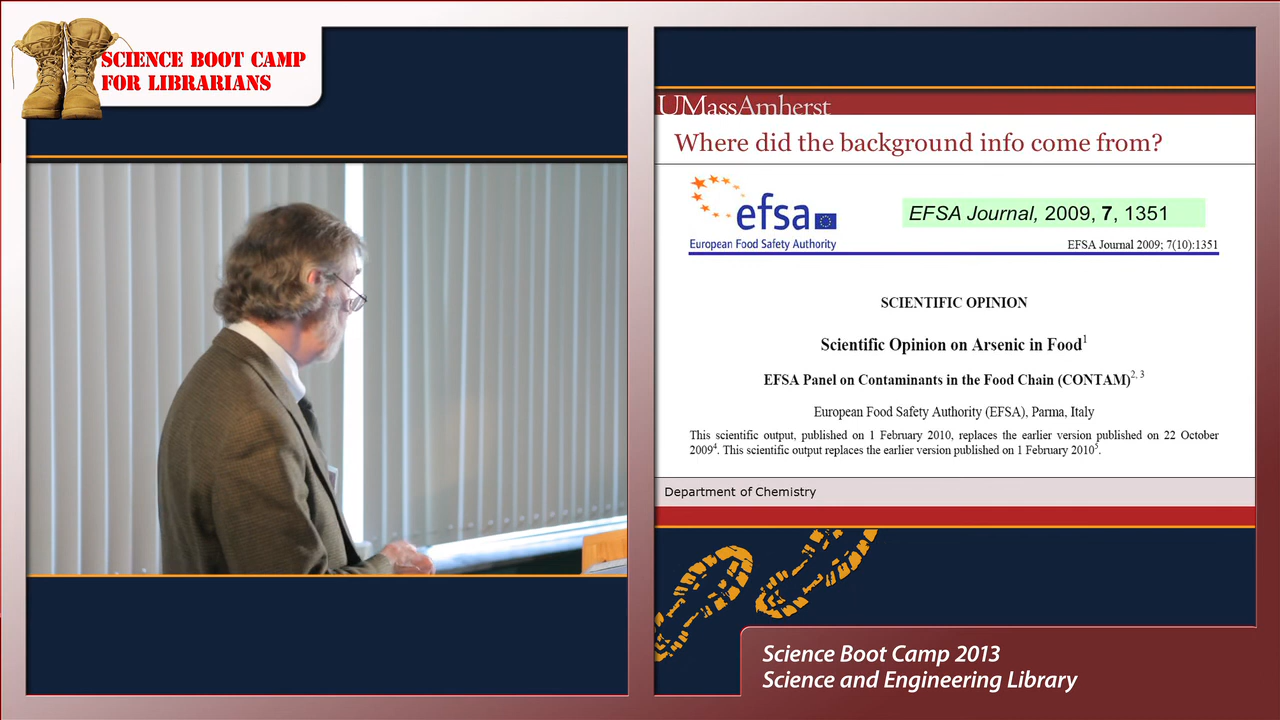 SCIENCE BOOT CAMP
FOR LIBRARIANS
UMassAmherst
Where did the background info come from?
efsa
European Food Safety Authority
EFSA Journal, 2009, 7, 1351
EFSA Journal 2009; 7(10):1351
SCIENTIFIC OPINION
Scientific Opinion on Arsenic in Food1
EFSA Panel on Contaminants in the Food Chain (CONTAM)2, 3
European Food Safety Authority (EFSA), Parma, Italy
This scientific output, published on 1 February 2010, replaces the earlier version published on 22 October
20094. This scientific output replaces the earlier version published on 1 February 20105.
Department of Chemistry
Science Boot Camp 2013
Science and Engineering Library